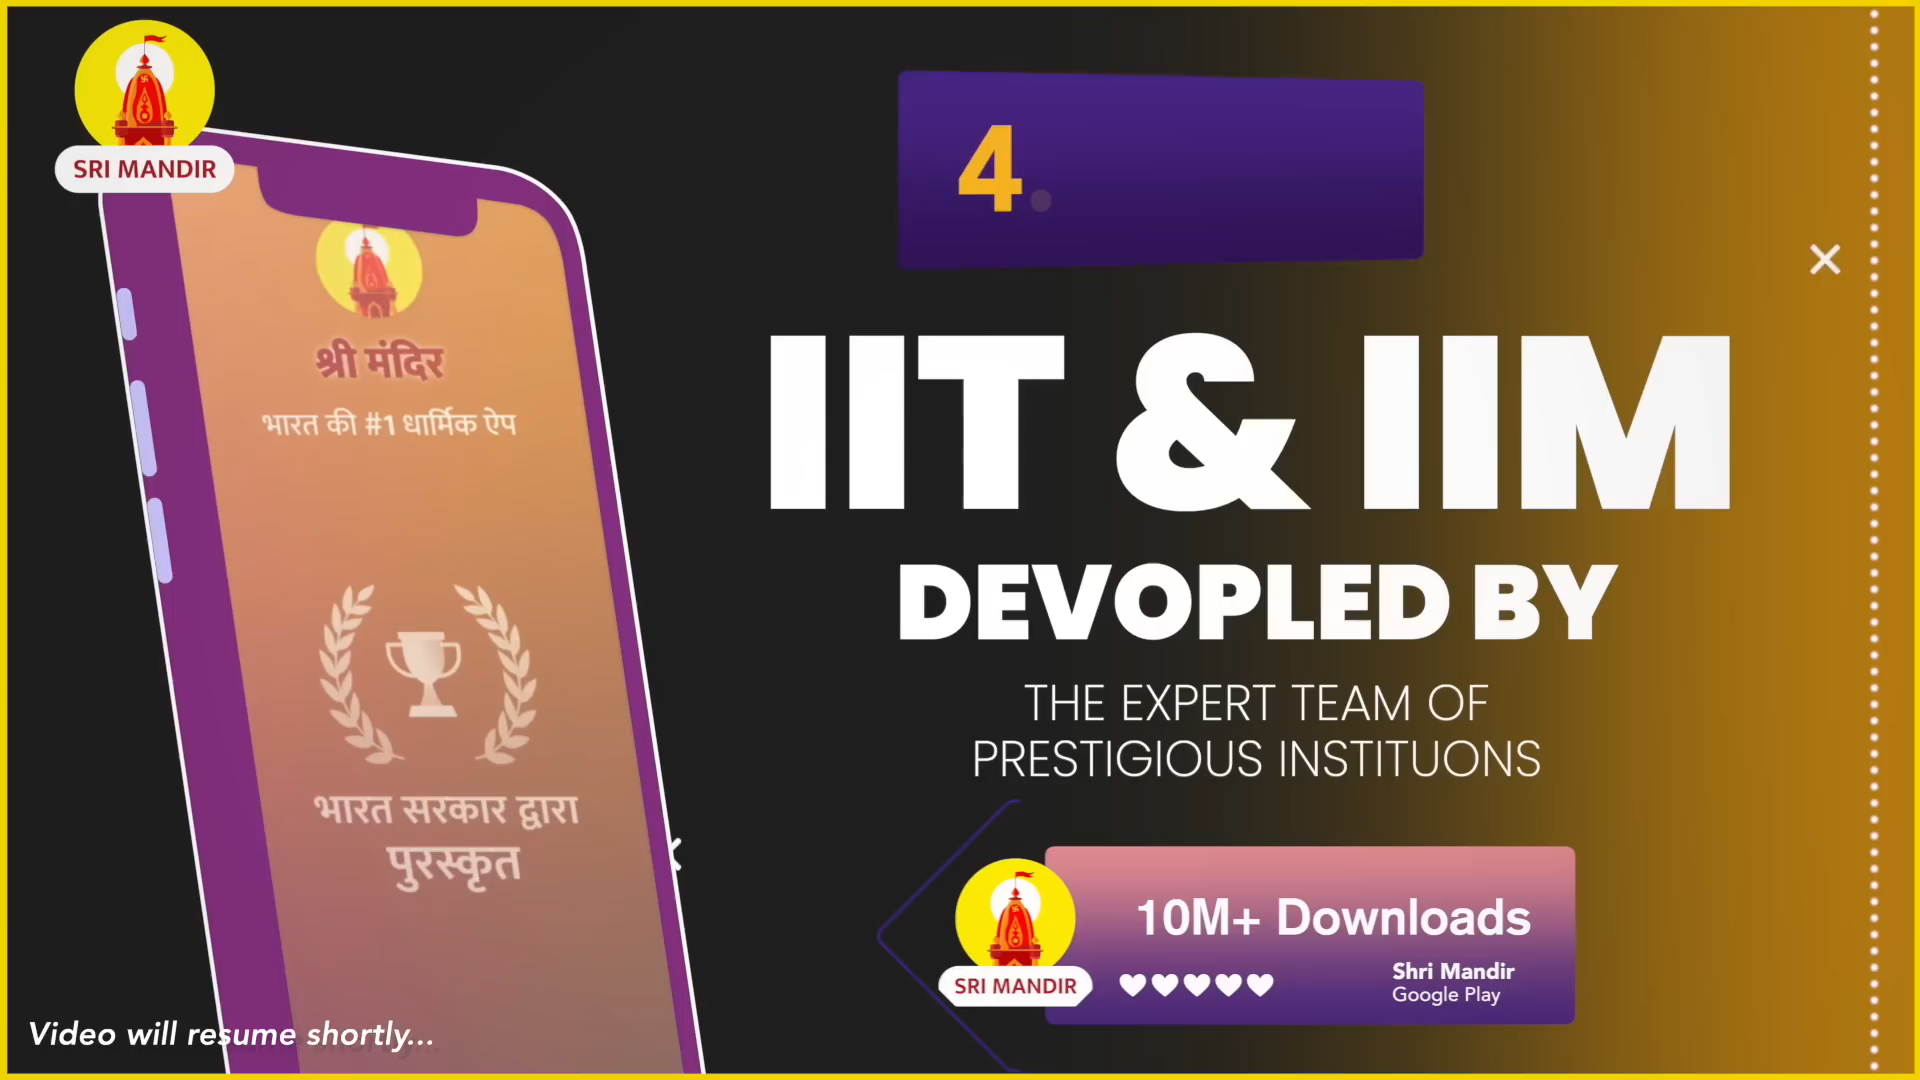 SRI MANDIR
श्री मंदिर
भारत की #1 धार्मिक ऐप
भारत सरकार द्वारा
पुरस्कृत
4.
IIT & IIM
DEVOPLED BY
THE EXPERT TEAM OF
PRESTIGIOUS INSTITUONS
10M+ Downloads
SRI MANDIR
Shri Mandir
Google Play
Video will resume shortly...